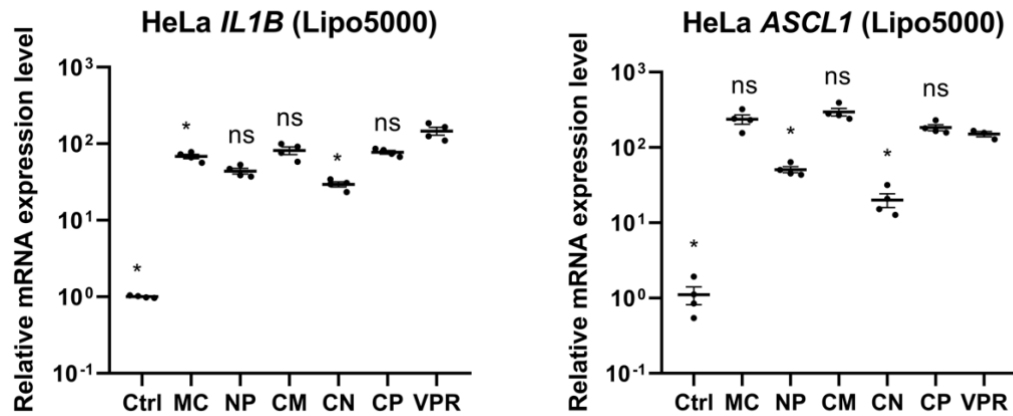 HeLa IL1B (Lipo5000)
Relative mRNA expression level
10³
10²
10¹
10⁰
10⁻¹
*
*
ns
ns
*
ns
Ctrl MC NP CM CN CP VPR
HeLa ASCL1 (Lipo5000)
Relative mRNA expression level
10³
10²
10¹
10⁰
10⁻¹
*
ns
*
ns
*
ns
Ctrl MC NP CM CN CP VPR